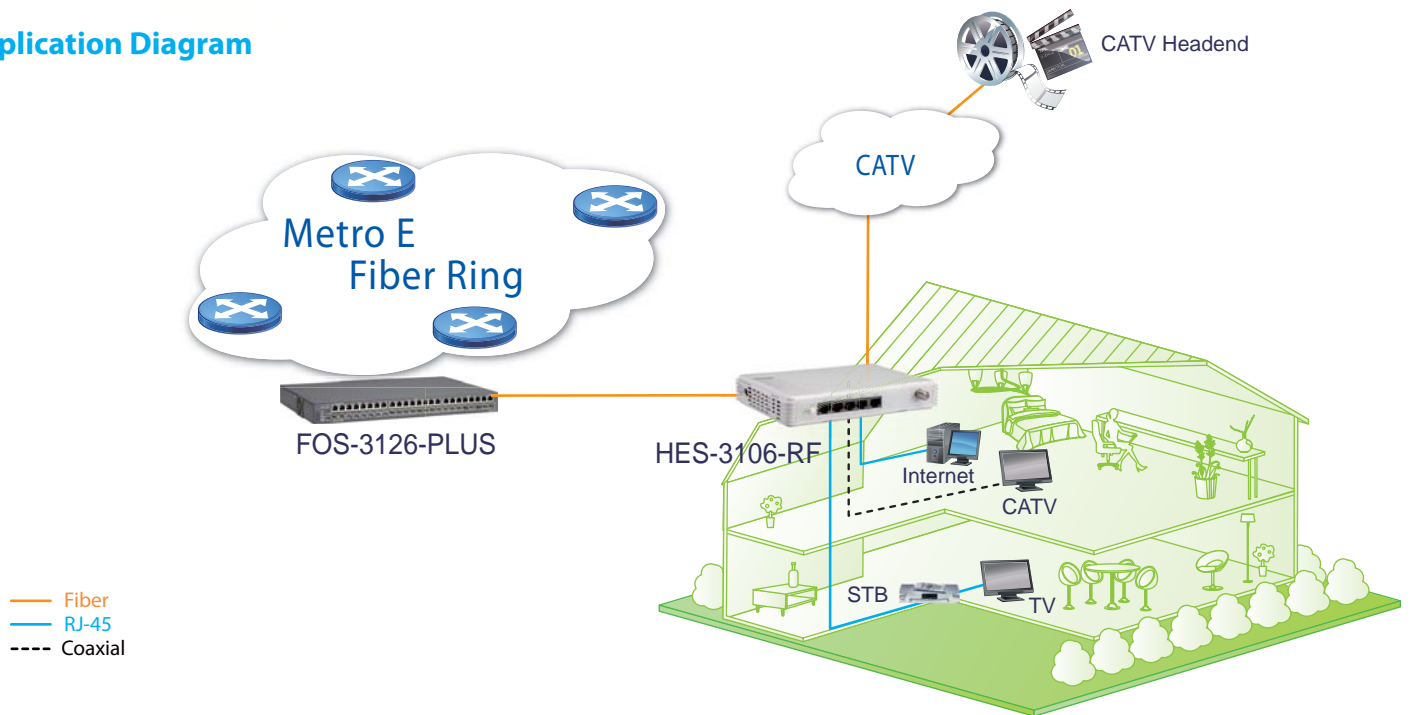 plication Diagram
CATV Headend
01
CATV
Metro E
Fiber Ring
FOS-3126-PLUS
HES-3106-RF
Internet
CATV
STB
TV
Fiber
RJ-45
Coaxial